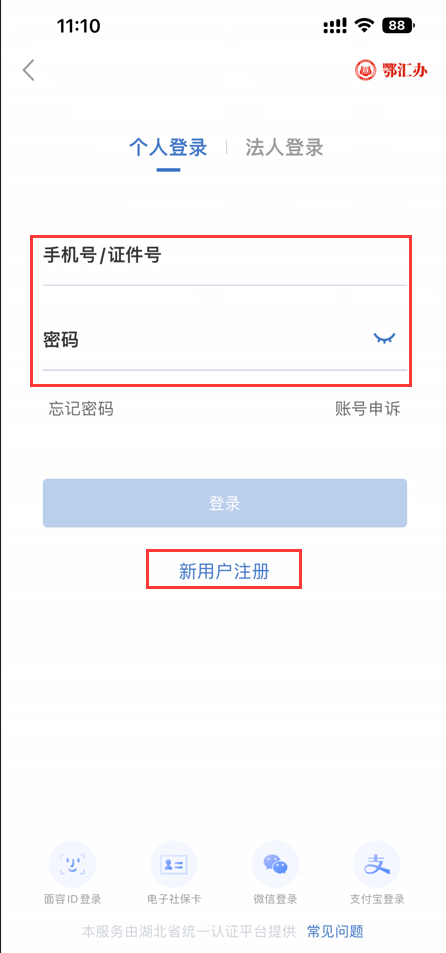 11:10
88
鄂汇办
个人登录
法人登录
手机号/证件号
密码
忘记密码
账号申诉
登录
新用户注册
面容ID登录
电子社保卡
微信登录
支付宝登录
本服务由湖北省统一认证平台提供 常见问题